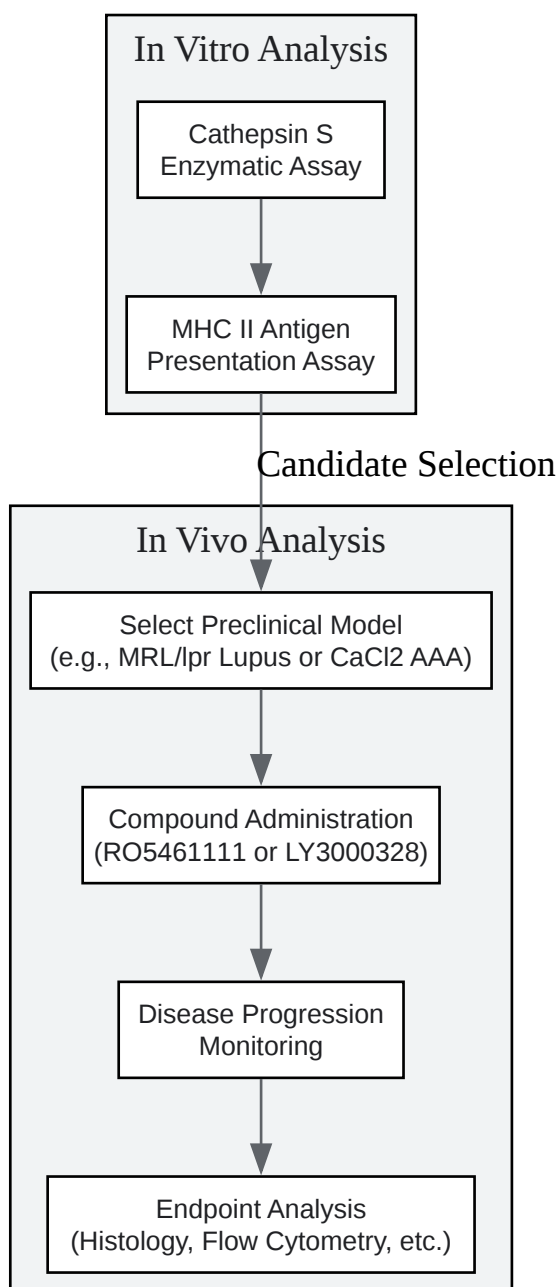 In Vitro Analysis
Cathepsin S
Enzymatic Assay
MHC II Antigen
Presentation Assay
Candidate Selection
In Vivo Analysis
Select Preclinical Model
(e.g., MRL/lpr Lupus or CaCl2 AAA)
Compound Administration
(RO5461111 or LY3000328)
Disease Progression
Monitoring
Endpoint Analysis
(Histology, Flow Cytometry, etc.)